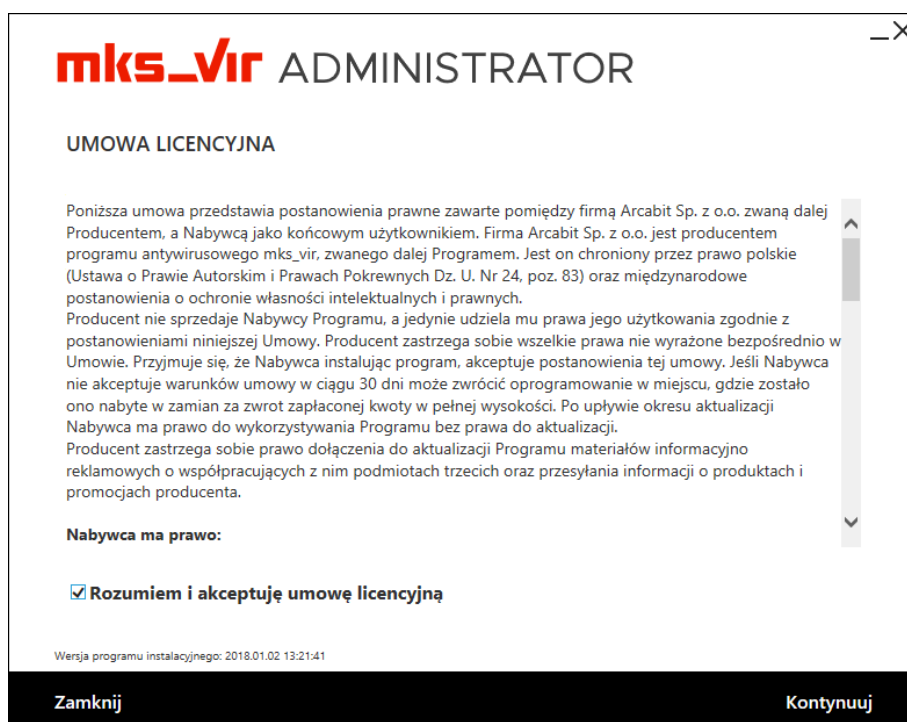 mks_vir ADMINISTRATOR
UMOWA LICENCYJNA
Poniższa umowa przedstawia postanowienia prawne zawarte pomiędzy firmą Arcabit Sp. z o.o. zwaną dalej
Producentem, a Nabywcą jako końcowym użytkownikiem. Firma Arcabit Sp. z o.o. jest producentem
programu antywirusowego mks_vir, zwanego dalej Programem. Jest on chroniony przez prawo polskie
(Ustawa o Prawie Autorskim i Prawach Pokrewnych Dz. U. Nr 24, poz. 83) oraz międzynarodowe
postanowienia o ochronie własności intelektualnych i prawnych.
Producent nie sprzedaje Nabywcy Programu, a jedynie udziela mu prawa jego użytkowania zgodnie z
postanowieniami niniejszej Umowy. Producent zastrzega sobie wszelkie prawa nie wyrażone bezpośrednio w
Umowie. Przyjmuje się, że Nabywca instalując program, akceptuje postanowienia tej umowy. Jeśli Nabywca
nie akceptuje warunków umowy w ciągu 30 dni może zwrócić oprogramowanie w miejscu, gdzie zostało
ono nabyte w zamian za zwrot zapłaconej kwoty w pełnej wysokości. Po upływie okresu aktualizacji
Nabywca ma prawo do wykorzystywania Programu bez prawa do aktualizacji.
Producent zastrzega sobie prawo dołączenia do aktualizacji Programu materiałów informacyjno
reklamowych o współpracujących z nim podmiotach trzecich oraz przesyłania informacji o produktach i
promocjach producenta.
Nabywca ma prawo:
Rozumiem i akceptuję umowę licencyjną
Wersja programu instalacyjnego: 2018.01.02 13:21:41
Zamknij
Kontynuuj